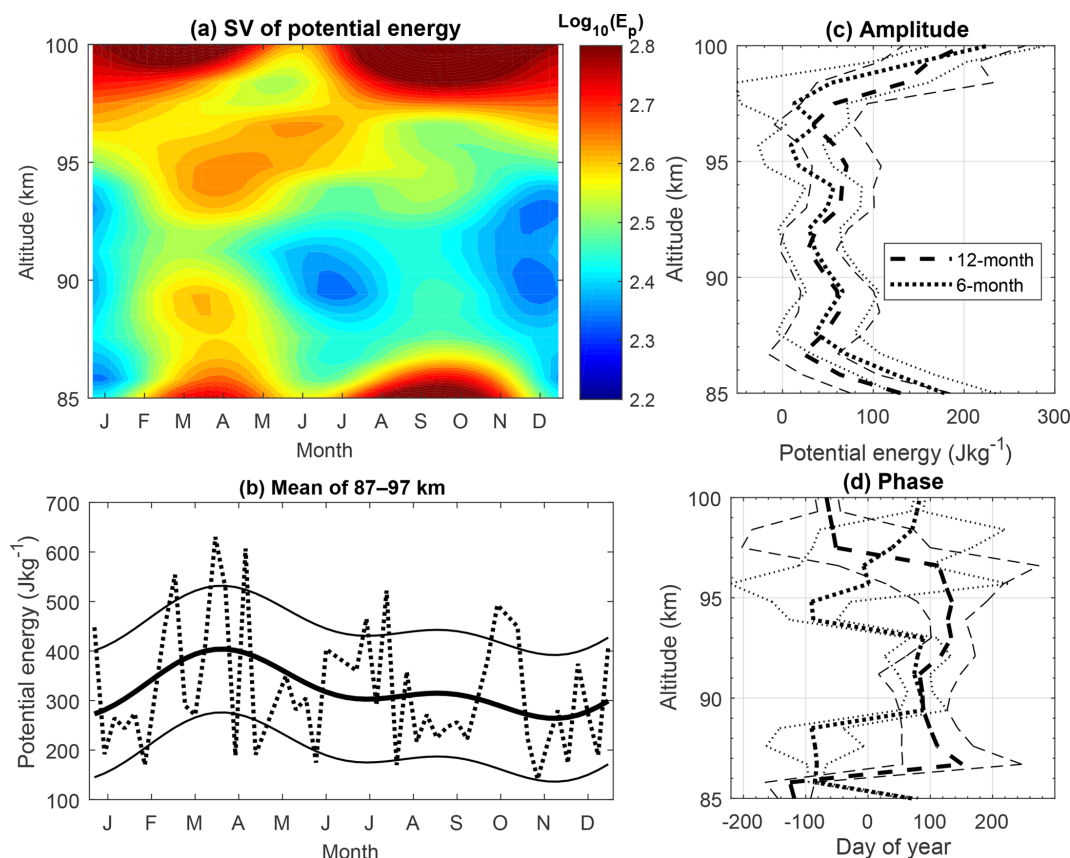 (a) SV of potential energy
Log10(Ep)
100
95
90
85
Altitude (km)
J F M A M J J A S O N D
Month
2.8
2.7
2.6
2.5
2.4
2.3
2.2
(c) Amplitude
100
95
90
85
Altitude (km)
12-month
6-month
0 100 200 300
Potential energy (Jkg-1)
(b) Mean of 87–97 km
700
600
500
400
300
200
100
Potential energy (Jkg-1)
J F M A M J J A S O N D
Month
(d) Phase
100
95
90
85
Altitude (km)
-200 -100 0 100 200
Day of year